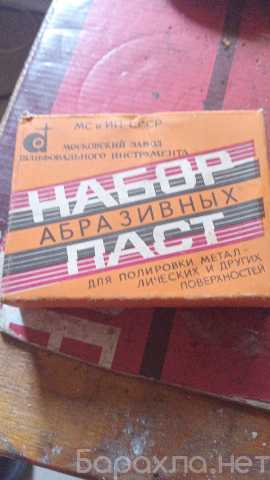 МС и ИП СССР
МОСКОВСКИЙ ЗАВОД
ШЛИФОВАЛЬНОГО ИНСТРУМЕНТА
НАБОР
АБРАЗИВНЫХ
ПАСТ
ДЛЯ ПОЛИРОВКИ МЕТАЛ-
ЛИЧЕСКИХ И ДРУГИХ
ПОВЕРХНОСТЕЙ
Барахла.нет